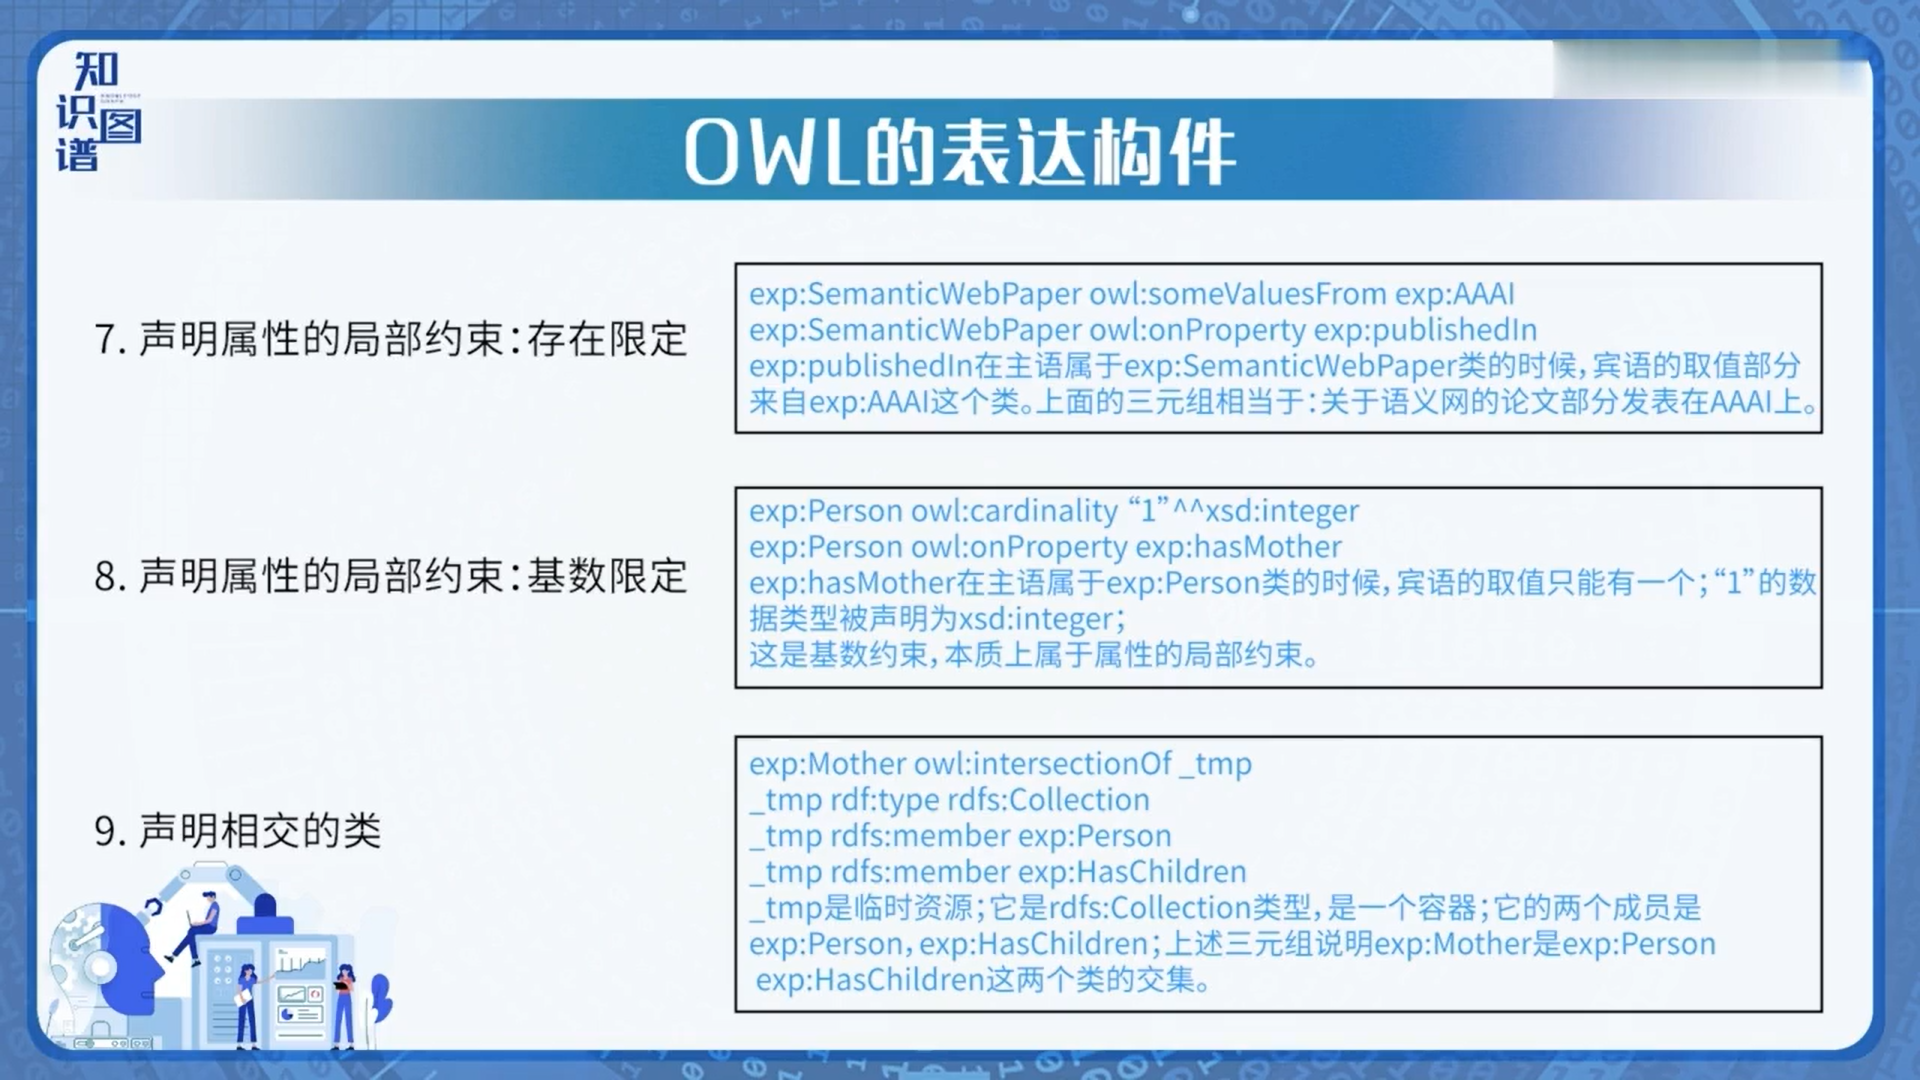 知
识图
谱
KNOWLEDGE
GRAPH
OWL的表达构件
7. 声明属性的局部约束：存在限定
exp:SemanticWebPaper owl:someValuesFrom exp:AAAI
exp:SemanticWebPaper owl:onProperty exp:publishedIn
exp:publishedIn在主语属于exp:SemanticWebPaper类的时候，宾语的取值部分
来自exp:AAAI这个类。上面的三元组相当于：关于语义网的论文部分发表在AAAI上。
8. 声明属性的局部约束：基数限定
exp:Person owl:cardinality “1”^^xsd:integer
exp:Person owl:onProperty exp:hasMother
exp:hasMother在主语属于exp:Person类的时候，宾语的取值只能有一个；“1”的数
据类型被声明为xsd:integer；
这是基数约束，本质上属于属性的局部约束。
9. 声明相交的类
exp:Mother owl:intersectionOf _tmp
_tmp rdf:type rdfs:Collection
_tmp rdfs:member exp:Person
_tmp rdfs:member exp:HasChildren
_tmp是临时资源；它是rdfs:Collection类型，是一个容器；它的两个成员是
exp:Person，exp:HasChildren；上述三元组说明exp:Mother是exp:Person
exp:HasChildren这两个类的交集。